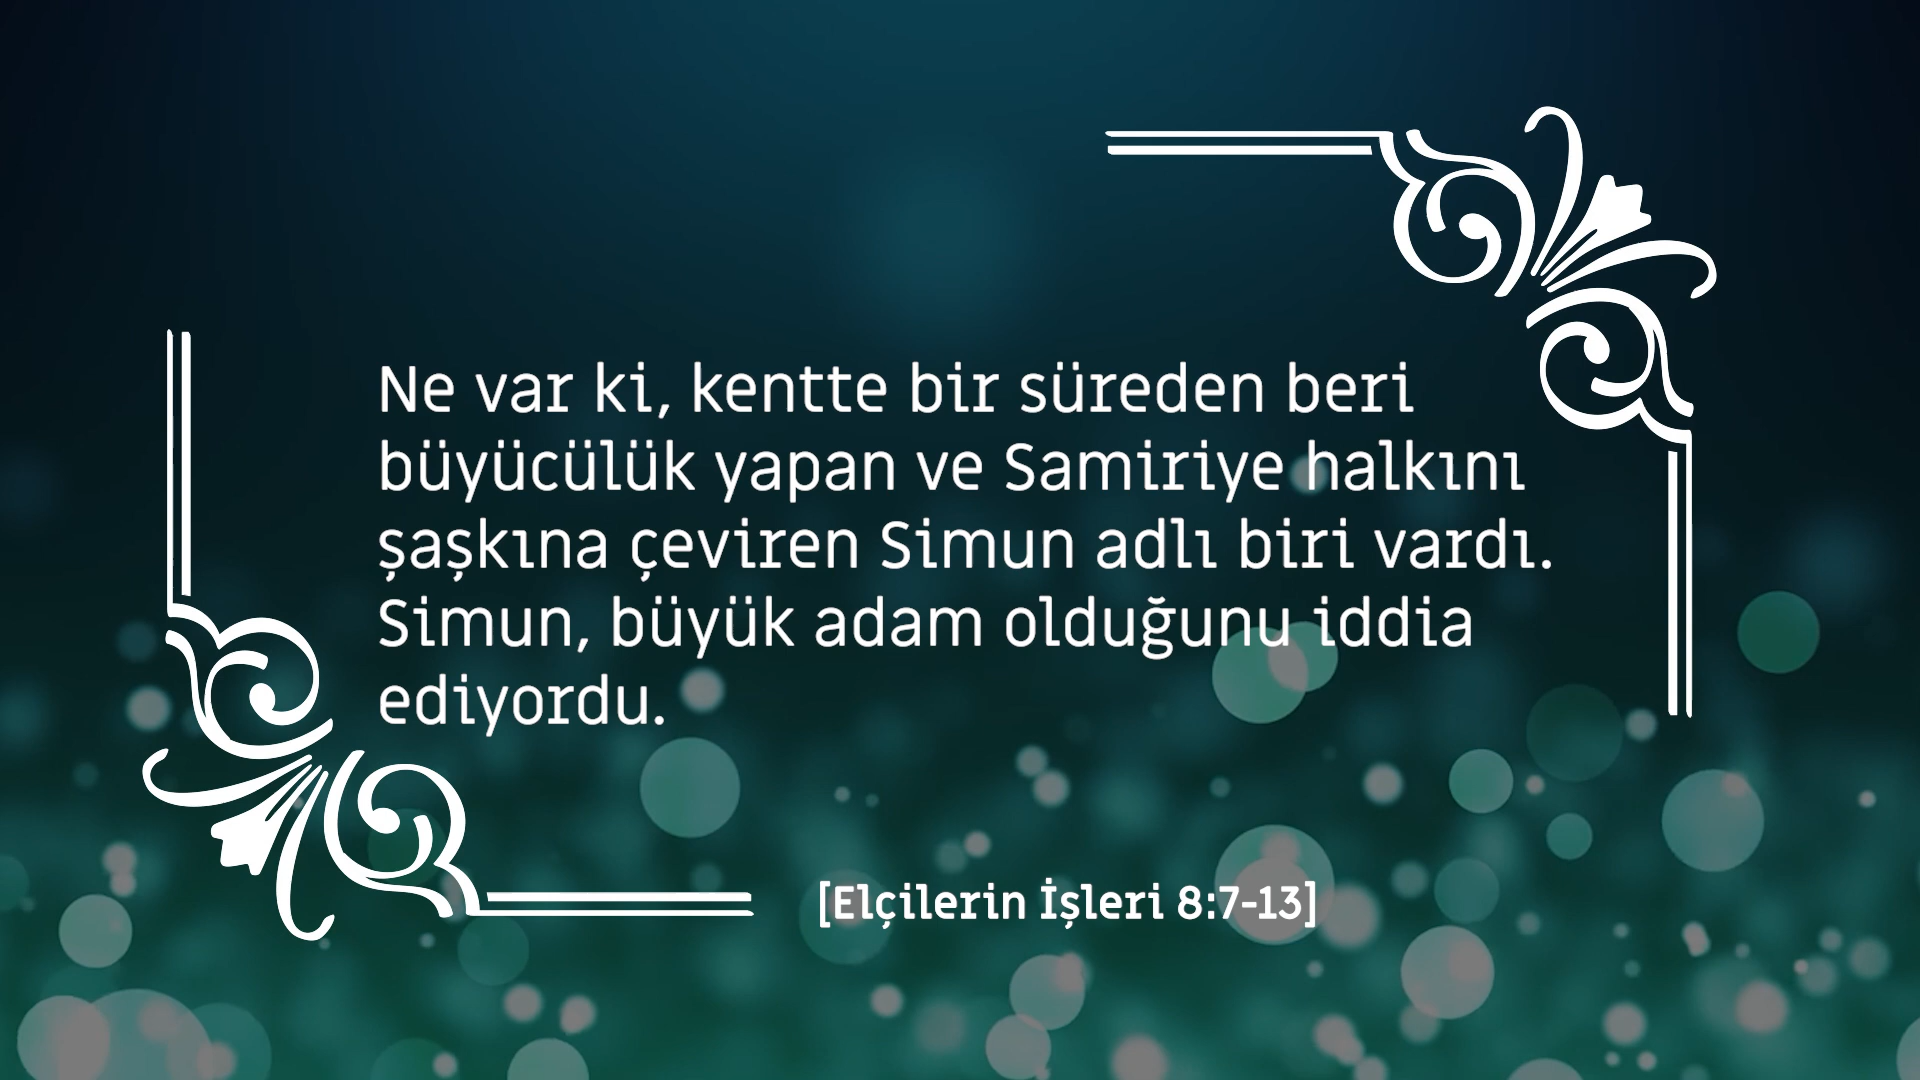 Ne var ki, kentte bir süreden beri
büyücülük yapan ve Samiriye halkını
şaşkına çeviren Simun adlı biri vardı.
Simun, büyük adam olduğunu iddia
ediyordu.
[Elçilerin İşleri 8:7-13]